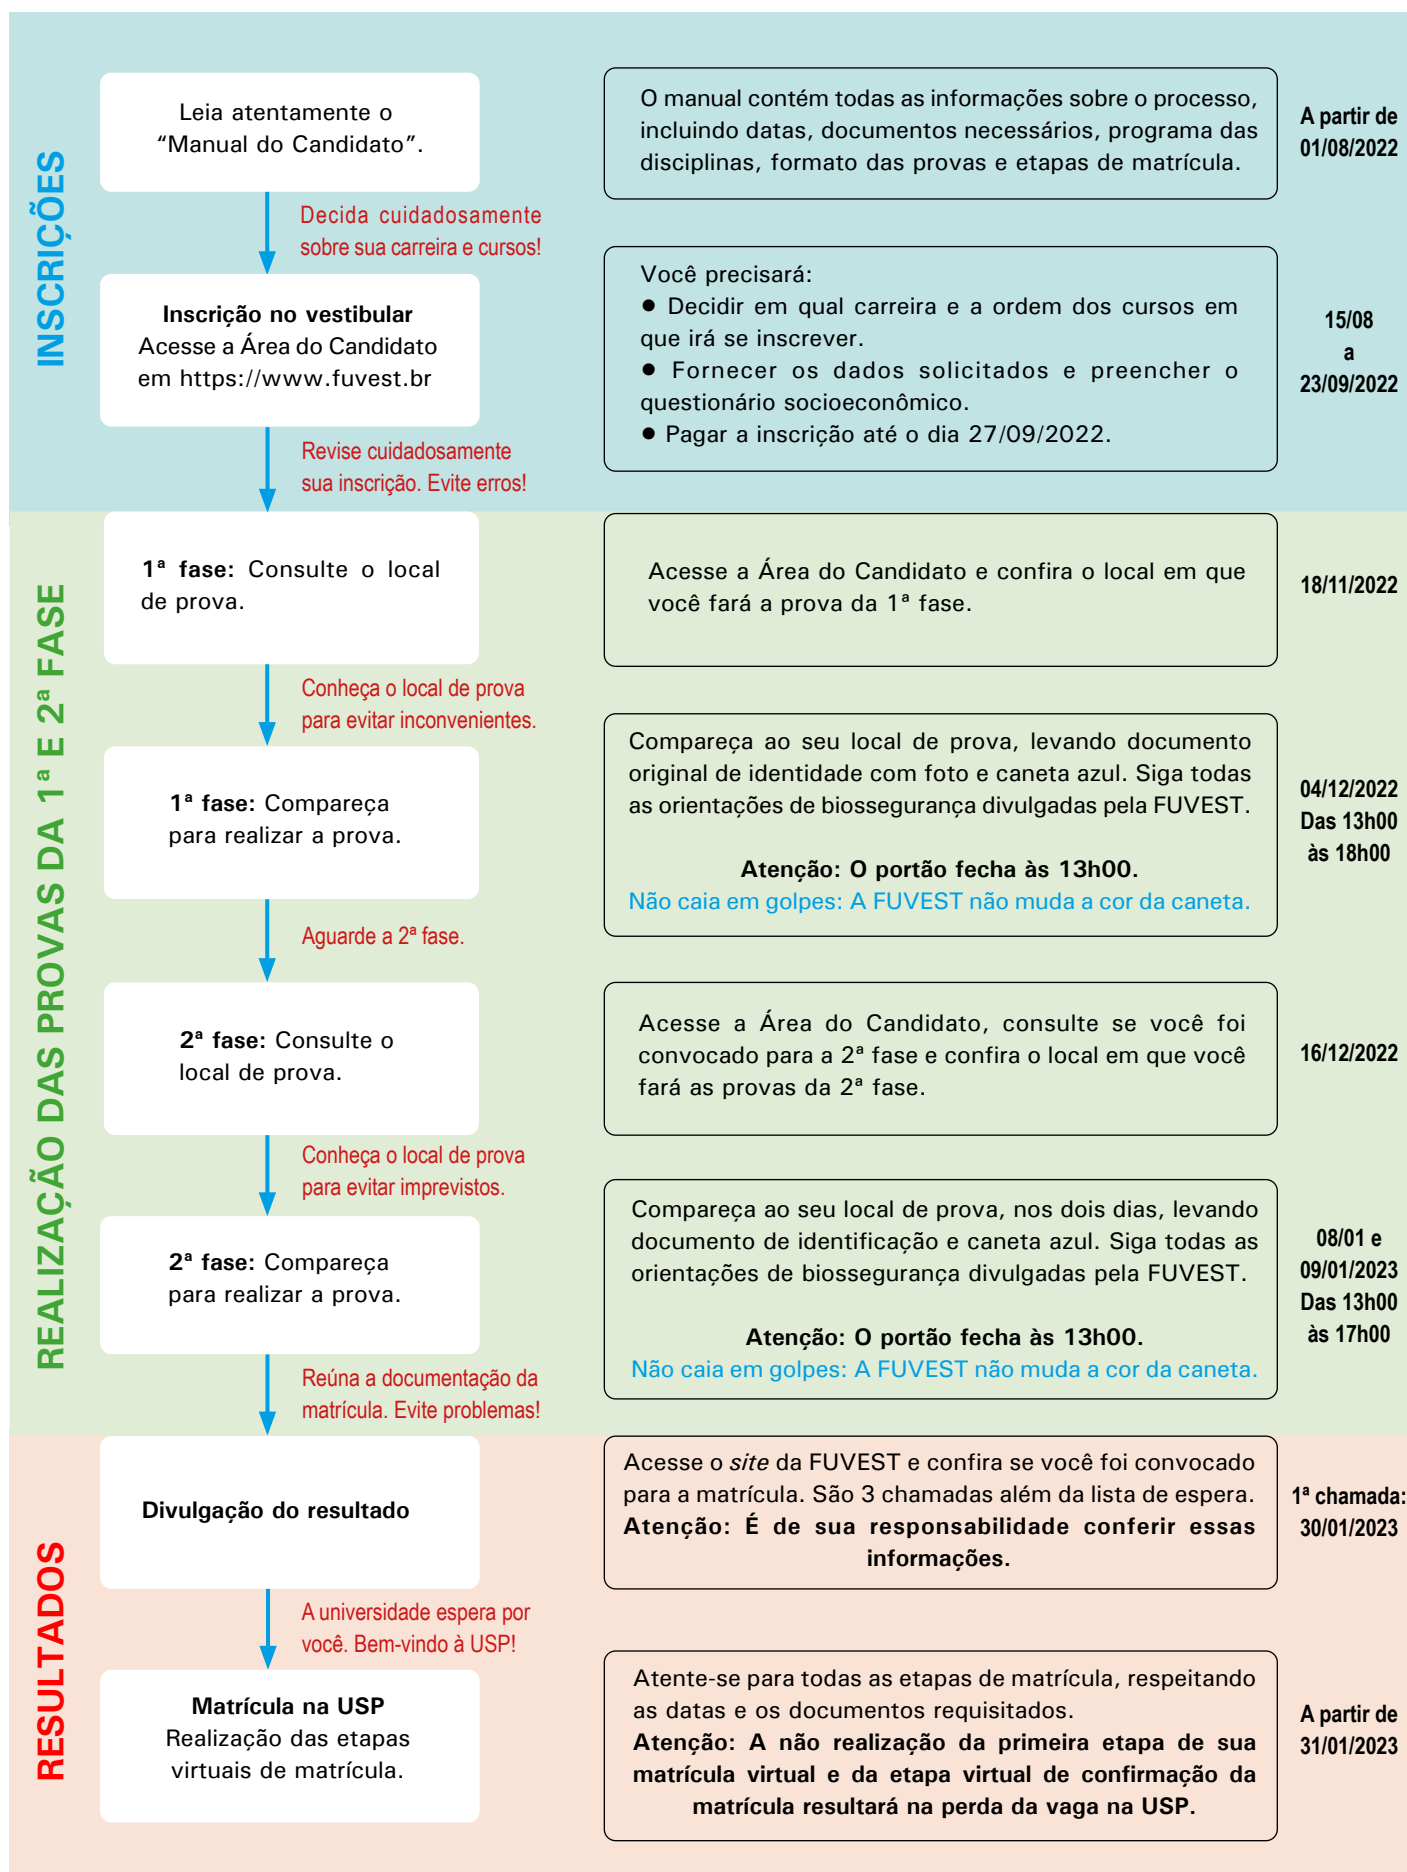 INSCRIÇÕES
Leia atentamente o
“Manual do Candidato”.
O manual contém todas as informações sobre o processo,
incluindo datas, documentos necessários, programa das
disciplinas, formato das provas e etapas de matrícula.
A partir de
01/08/2022
Decida cuidadosamente
sobre sua carreira e cursos!
Inscrição no vestibular
Acesse a Área do Candidato
em https://www.fuvest.br
Você precisará:
● Decidir em qual carreira e a ordem dos cursos em
que irá se inscrever.
● Fornecer os dados solicitados e preencher o
questionário socioeconômico.
● Pagar a inscrição até o dia 27/09/2022.
15/08
a
23/09/2022
Revise cuidadosamente
sua inscrição. Evite erros!
REALIZAÇÃO DAS PROVAS DA 1ª E 2ª FASE
1ª fase: Consulte o local
de prova.
Acesse a Área do Candidato e confira o local em que
você fará a prova da 1ª fase.
18/11/2022
Conheça o local de prova
para evitar inconvenientes.
1ª fase: Compareça
para realizar a prova.
Compareça ao seu local de prova, levando documento
original de identidade com foto e caneta azul. Siga todas
as orientações de biossegurança divulgadas pela FUVEST.
Atenção: O portão fecha às 13h00.
Não caia em golpes: A FUVEST não muda a cor da caneta.
04/12/2022
Das 13h00
às 18h00
Aguarde a 2ª fase.
2ª fase: Consulte o
local de prova.
Acesse a Área do Candidato, consulte se você foi
convocado para a 2ª fase e confira o local em que você
fará as provas da 2ª fase.
16/12/2022
Conheça o local de prova
para evitar imprevistos.
2ª fase: Compareça
para realizar a prova.
Compareça ao seu local de prova, nos dois dias, levando
documento de identificação e caneta azul. Siga todas as
orientações de biossegurança divulgadas pela FUVEST.
Atenção: O portão fecha às 13h00.
Não caia em golpes: A FUVEST não muda a cor da caneta.
08/01 e
09/01/2023
Das 13h00
às 17h00
Reúna a documentação da
matrícula. Evite problemas!
RESULTADOS
Divulgação do resultado
Acesse o site da FUVEST e confira se você foi convocado
para a matrícula. São 3 chamadas além da lista de espera.
Atenção: É de sua responsabilidade conferir essas
informações.
1ª chamada:
30/01/2023
A universidade espera por
você. Bem-vindo à USP!
Matrícula na USP
Realização das etapas
virtuais de matrícula.
Atente-se para todas as etapas de matrícula, respeitando
as datas e os documentos requisitados.
Atenção: A não realização da primeira etapa de sua
matrícula virtual e da etapa virtual de confirmação da
matrícula resultará na perda da vaga na USP.
A partir de
31/01/2023